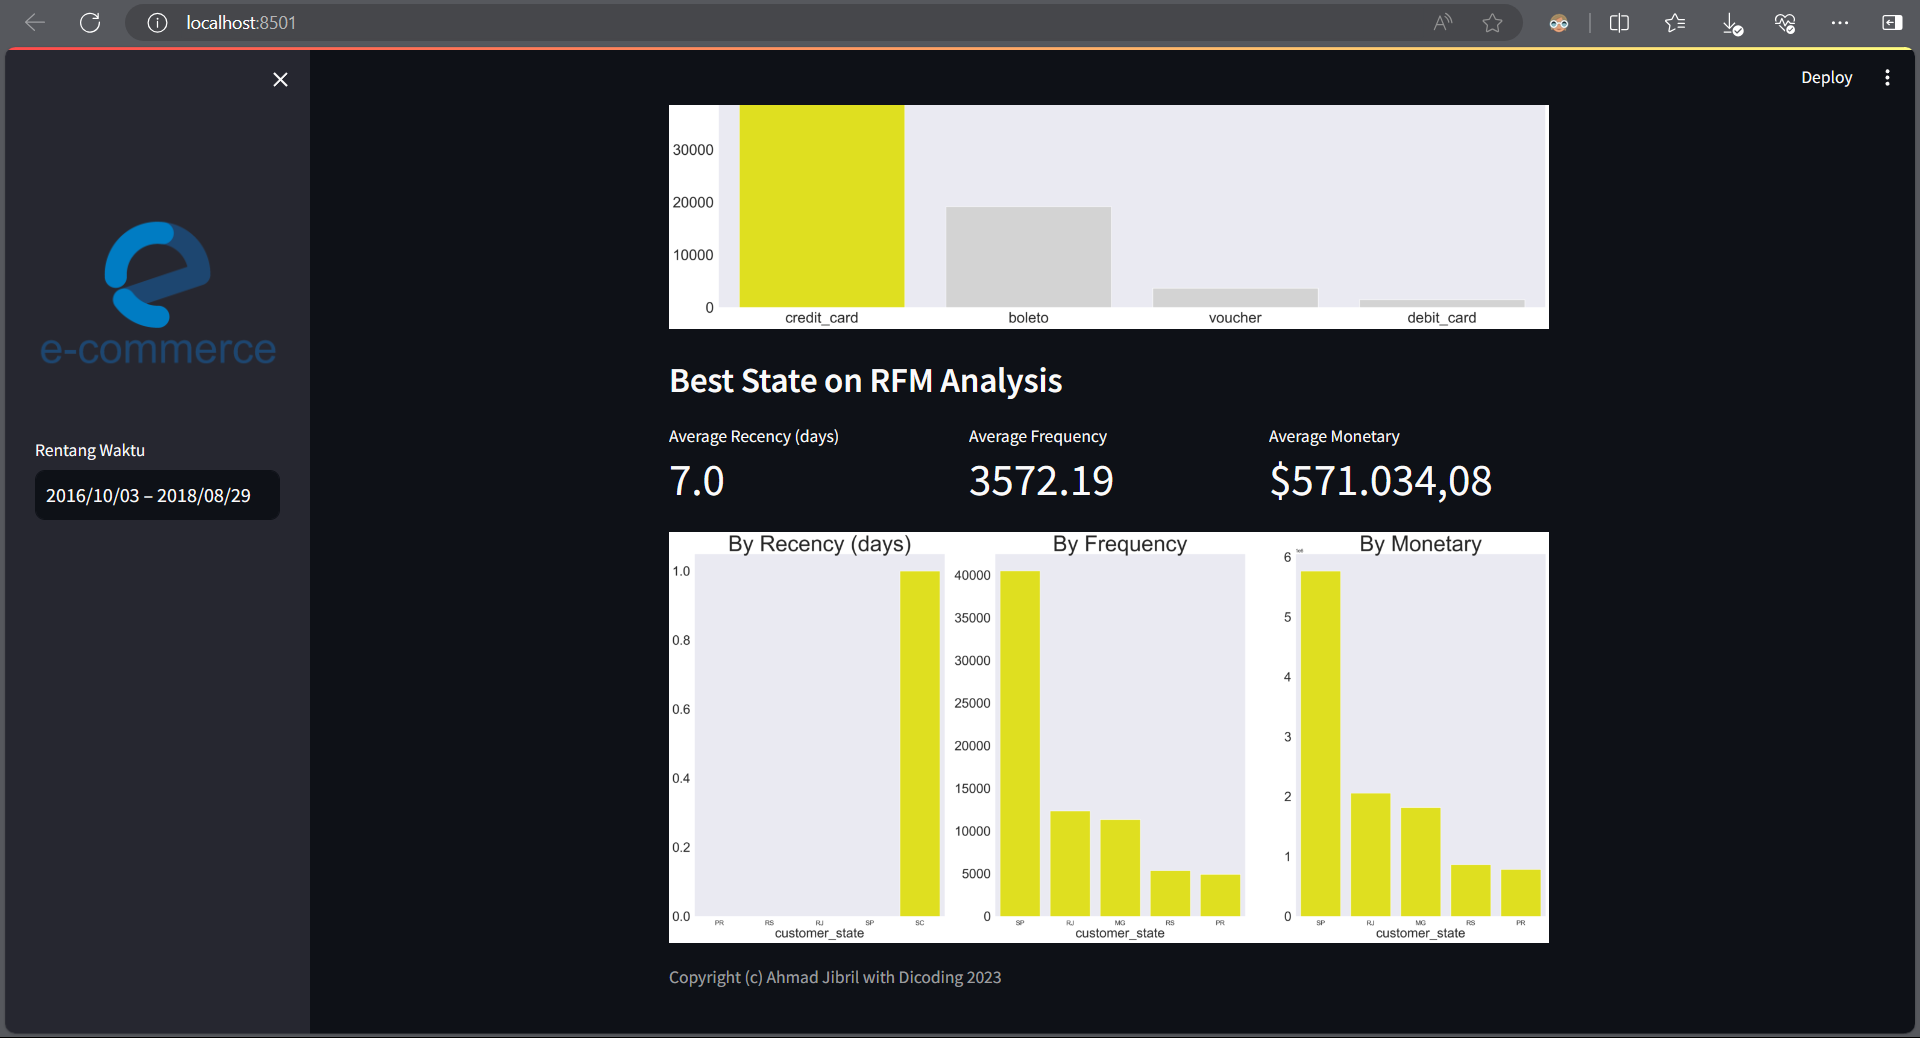 localhost:8501
Deploy
e-commerce
Rentang Waktu
2016/10/03 – 2018/08/29
30000
20000
10000
0
credit_card boleto voucher debit_card
Best State on RFM Analysis
Average Recency (days) Average Frequency Average Monetary
7.0 3572.19 $571.034,08
By Recency (days)
1.0
0.8
0.6
0.4
0.2
0.0
PR RS RJ SP SC
customer_state
By Frequency
40000
35000
30000
25000
20000
15000
10000
5000
0
SP RJ MG RS PR
customer_state
By Monetary
6
5
4
3
2
1
0
SP RJ MG RS PR
customer_state
Copyright (c) Ahmad Jibril with Dicoding 2023